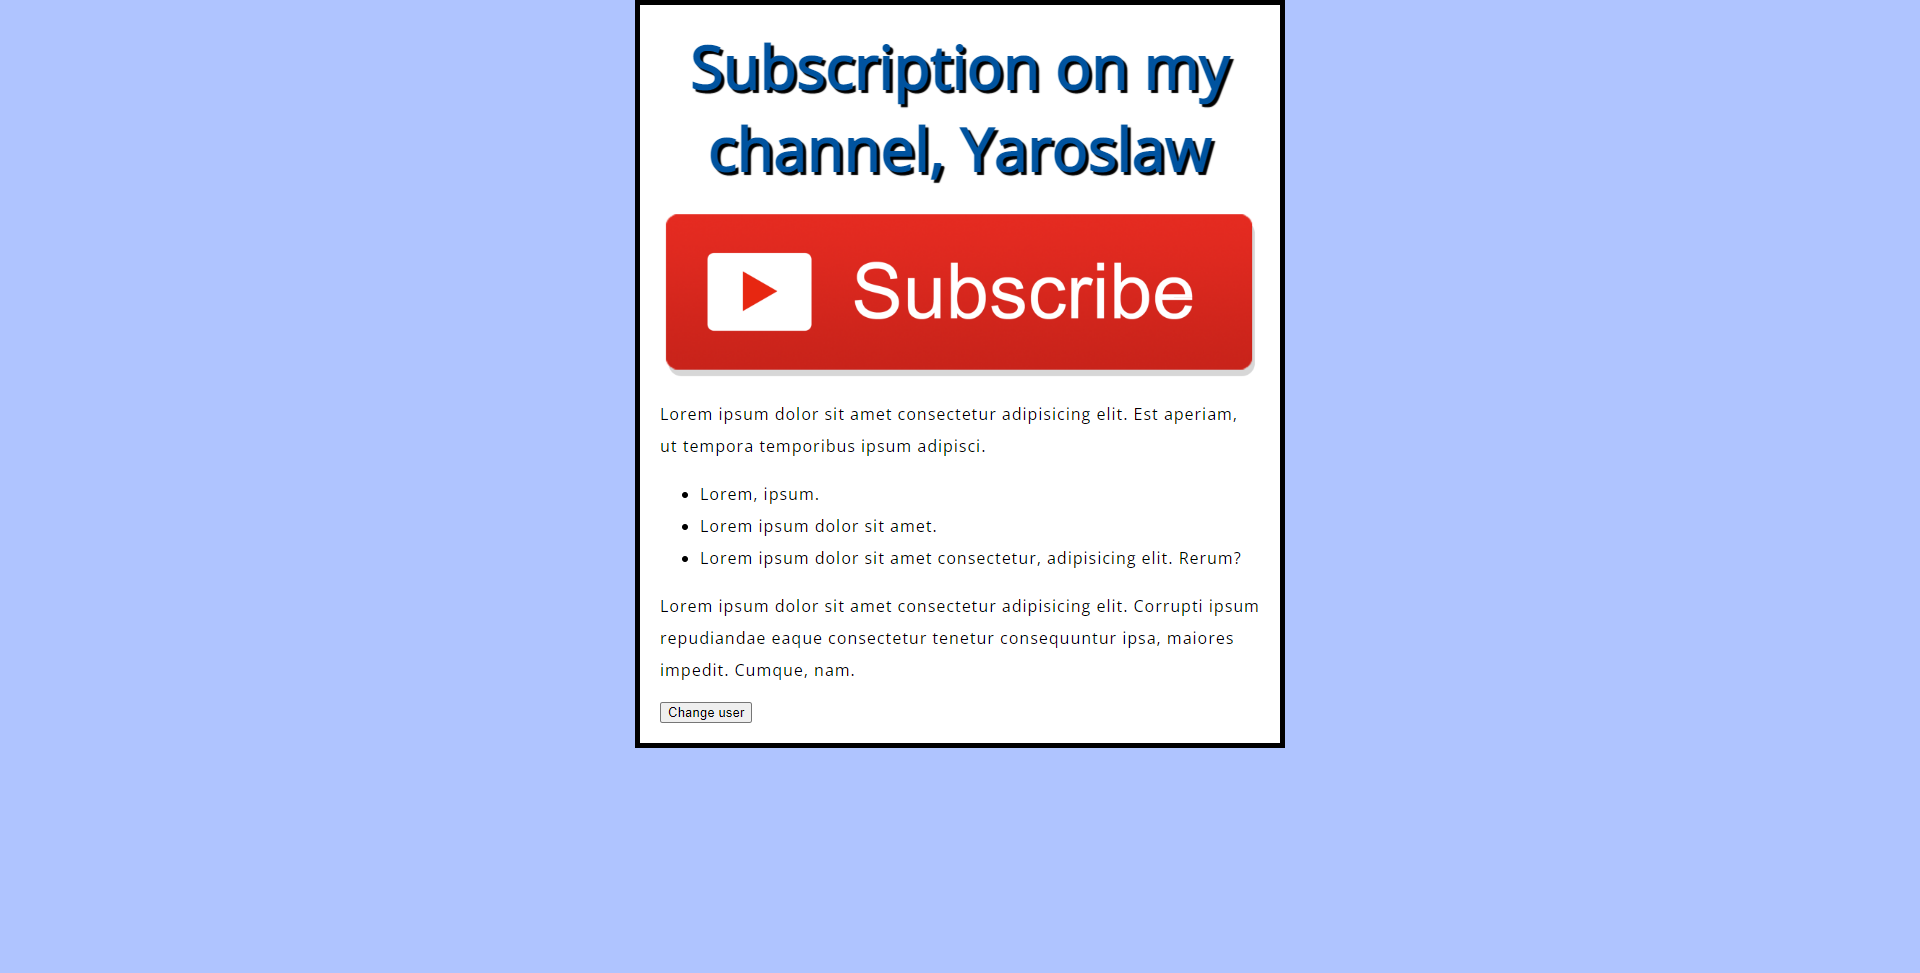 Subscription on my
channel, Yaroslaw
Subscribe
Lorem ipsum dolor sit amet consectetur adipisicing elit. Est aperiam,
ut tempora temporibus ipsum adipisci.
Lorem, ipsum.
Lorem ipsum dolor sit amet.
Lorem ipsum dolor sit amet consectetur, adipisicing elit. Rerum?
Lorem ipsum dolor sit amet consectetur adipisicing elit. Corrupti ipsum
repudiandae eaque consectetur tenetur consequuntur ipsa, maiores
impedit. Cumque, nam.
Change user